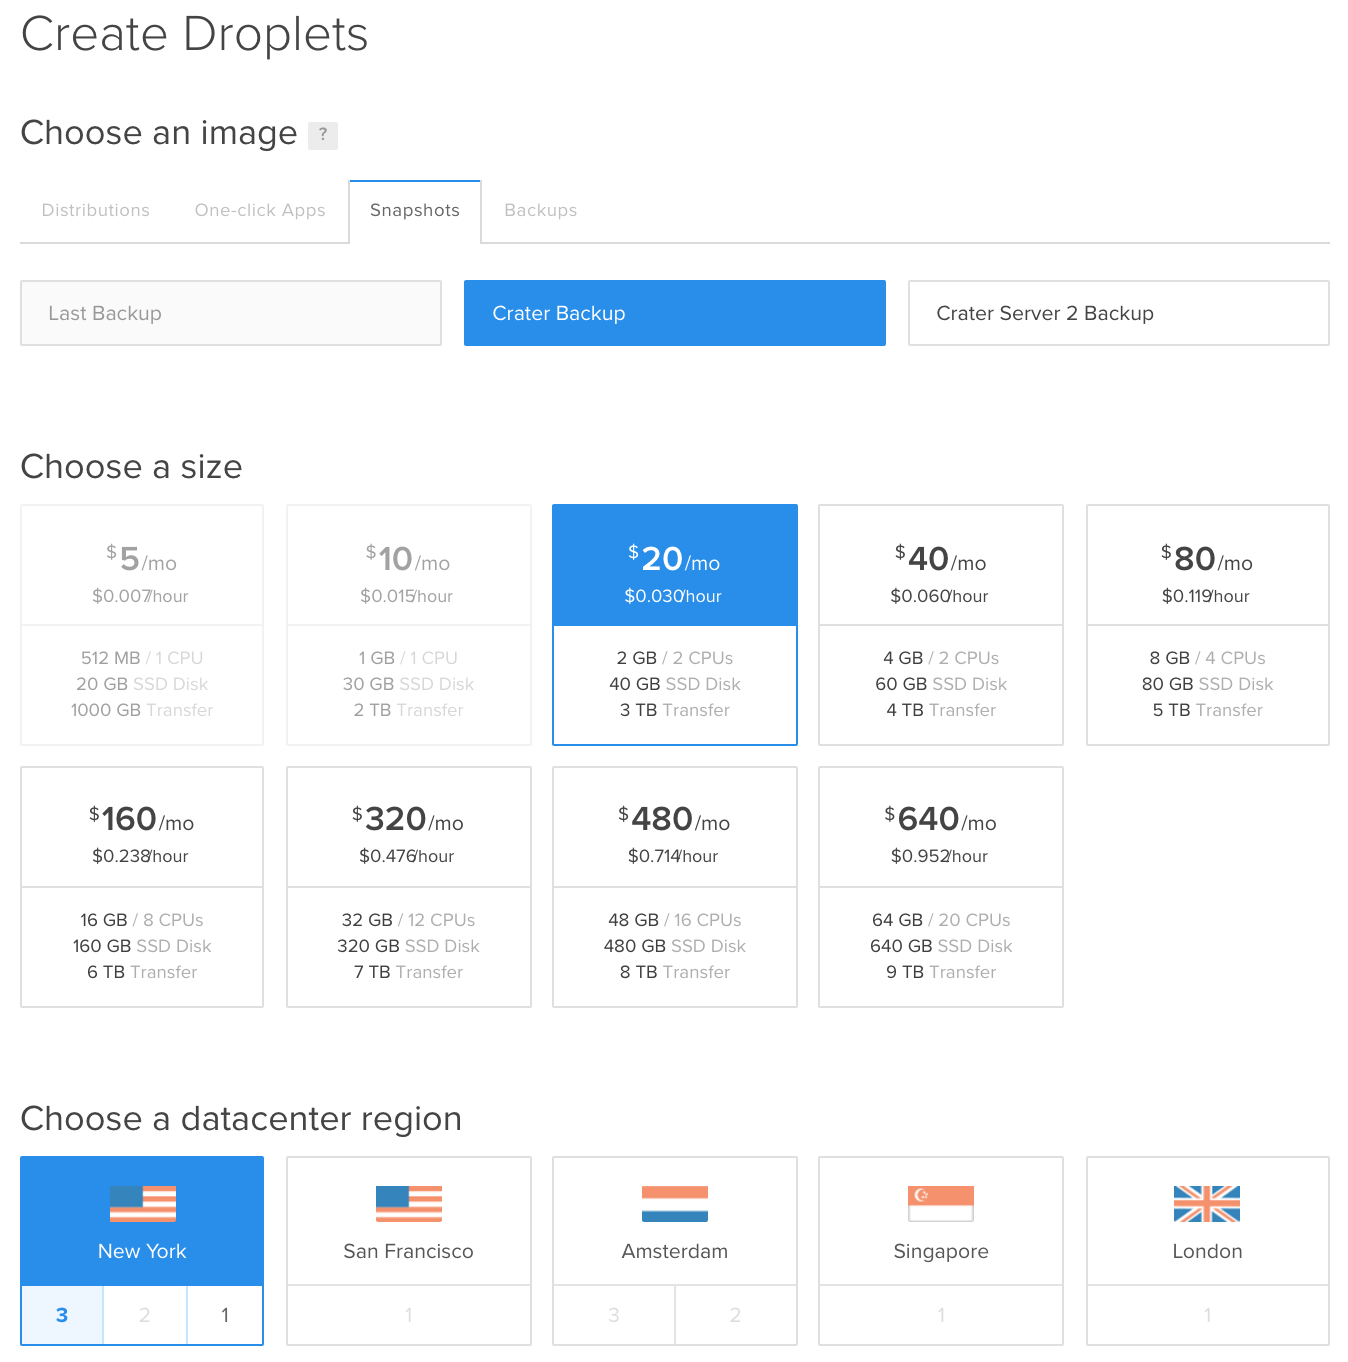 Create Droplets
Choose an image ?
Distributions One-click Apps Snapshots Backups
Last Backup Crater Backup Crater Server 2 Backup
Choose a size
$5/mo $10/mo $20/mo $40/mo $80/mo
$0.007/hour $0.015/hour $0.030/hour $0.060/hour $0.119/hour
512 MB / 1 CPU 1 GB / 1 CPU 2 GB / 2 CPUs 4 GB / 2 CPUs 8 GB / 4 CPUs
20 GB SSD Disk 30 GB SSD Disk 40 GB SSD Disk 60 GB SSD Disk 80 GB SSD Disk
1000 GB Transfer 2 TB Transfer 3 TB Transfer 4 TB Transfer 5 TB Transfer
$160/mo $320/mo $480/mo $640/mo
$0.238/hour $0.476/hour $0.714/hour $0.952/hour
16 GB / 8 CPUs 32 GB / 12 CPUs 48 GB / 16 CPUs 64 GB / 20 CPUs
160 GB SSD Disk 320 GB SSD Disk 480 GB SSD Disk 640 GB SSD Disk
6 TB Transfer 7 TB Transfer 8 TB Transfer 9 TB Transfer
Choose a datacenter region
New York San Francisco Amsterdam Singapore London
3 2 1 1 3 2 1 1